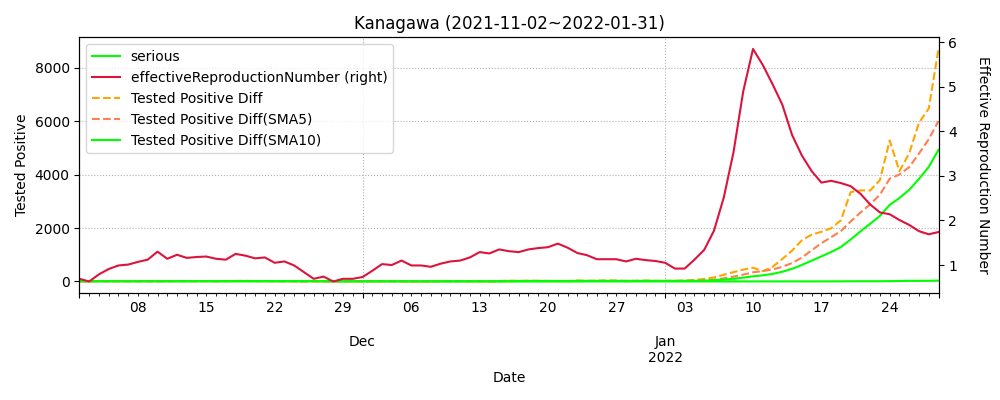 Kanagawa (2021-11-02~2022-01-31)
serious
effectiveReproductionNumber (right)
Tested Positive Diff
Tested Positive Diff(SMA5)
Tested Positive Diff(SMA10)
Tested Positive
8000
6000
4000
2000
0
Effective Reproduction Number
6
5
4
3
2
1
08 15 22 29 06 13 20 27 03 10 17 24
Dec Jan
2022
Date